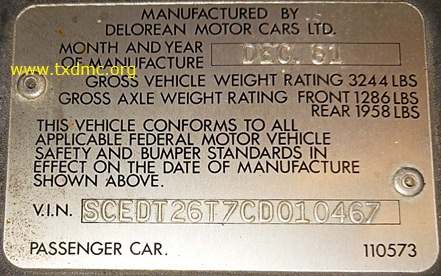 MANUFACTURED BY
DELOREAN MOTOR CARS LTD.
MONTH AND YEAR
OF MANUFACTURE DEC. 81
www.txdmc.org
GROSS VEHICLE WEIGHT RATING 3244 LBS
GROSS AXLE WEIGHT RATING FRONT 1286 LBS
REAR 1958 LBS
THIS VEHICLE CONFORMS TO ALL
APPLICABLE FEDERAL MOTOR VEHICLE
SAFETY AND BUMPER STANDARDS IN
EFFECT ON THE DATE OF MANUFACTURE
SHOWN ABOVE.
V.I.N. SCEDT26T7CD010467
PASSENGER CAR. 110573